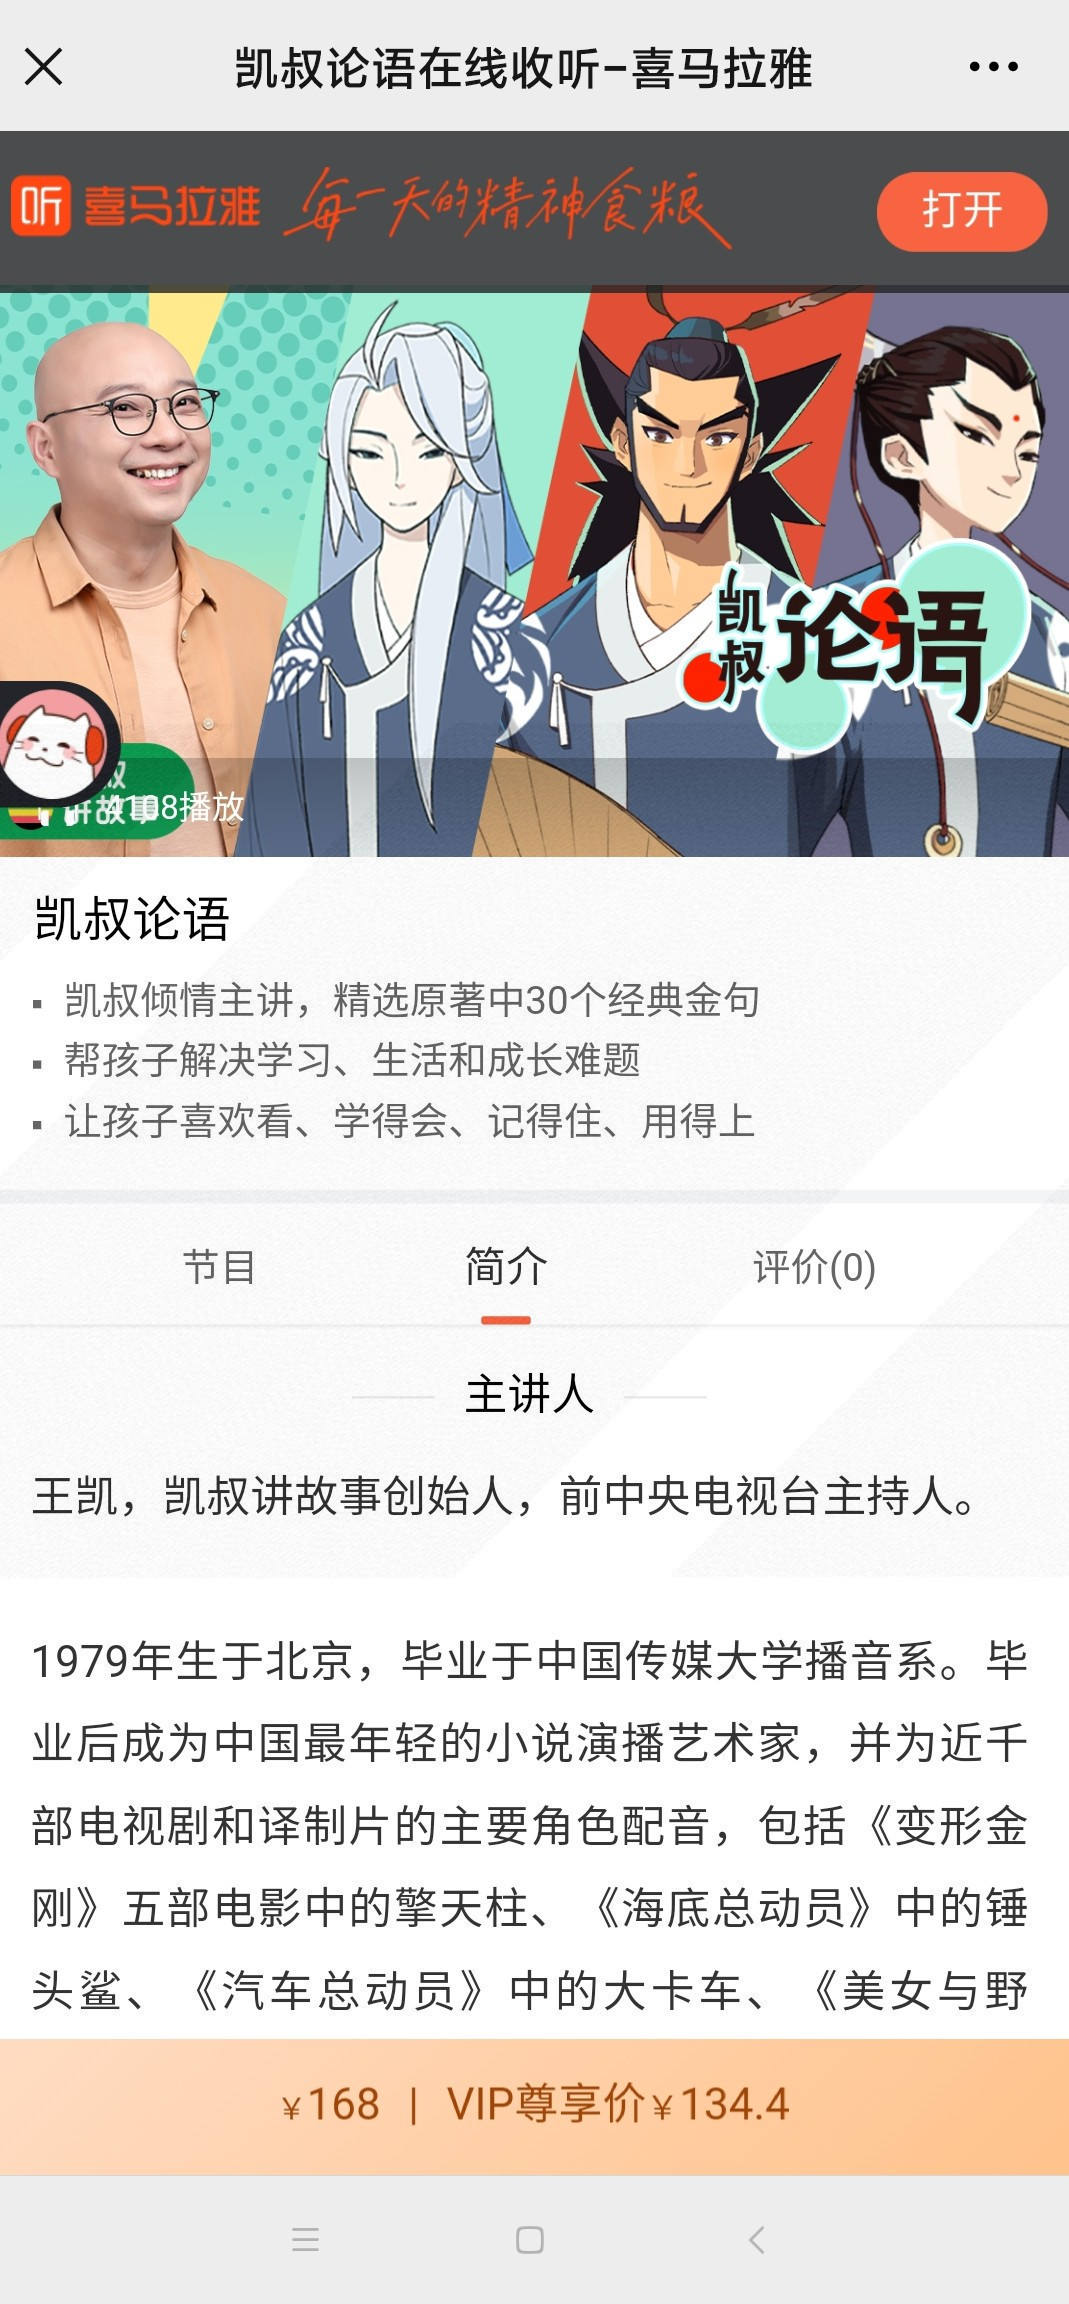 凯叔论语在线收听-喜马拉雅
听 喜马拉雅 每一天的精神食粮 打开
凯叔 论语
讲故事
4108播放
凯叔论语
▪ 凯叔倾情主讲，精选原著中30个经典金句
▪ 帮孩子解决学习、生活和成长难题
▪ 让孩子喜欢看、学得会、记得住、用得上
节目 简介 评价(0)
主讲人
王凯，凯叔讲故事创始人，前中央电视台主持人。
1979年生于北京，毕业于中国传媒大学播音系。毕
业后成为中国最年轻的小说演播艺术家，并为近千
部电视剧和译制片的主要角色配音，包括《变形金
刚》五部电影中的擎天柱、《海底总动员》中的锤
头鲨、《汽车总动员》中的大卡车、《美女与野
¥168 | VIP尊享价¥134.4